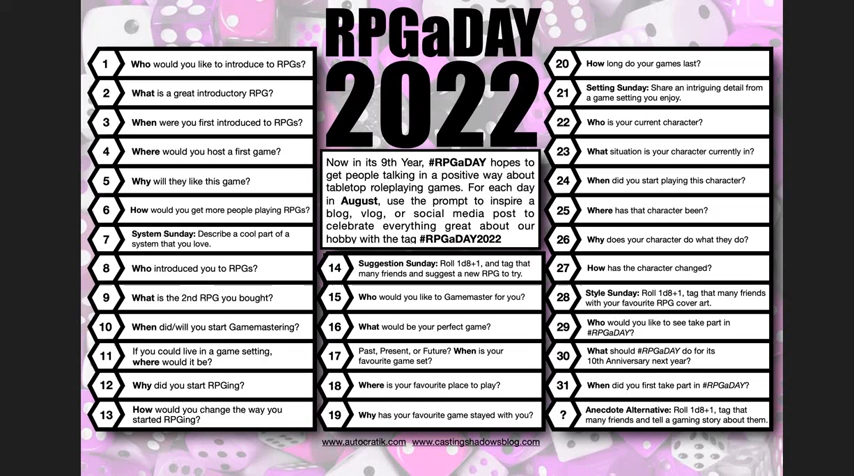 RPGaDAY
2022
1 Who would you like to introduce to RPGs?
2 What is a great introductory RPG?
3 When were you first introduced to RPGs?
4 Where would you host a first game?
5 Why will they like this game?
6 How would you get more people playing RPGs?
7 System Sunday: Describe a cool part of a
system that you love.
8 Who introduced you to RPGs?
9 What is the 2nd RPG you bought?
10 When did/will you start Gamemastering?
11 If you could live in a game setting,
where would it be?
12 Why did you start RPGing?
13 How would you change the way you
started RPGing?
Now in its 9th Year, #RPGaDAY hopes to
get people talking in a positive way about
tabletop roleplaying games. For each day
in August, use the prompt to inspire a
blog, vlog, or social media post to
celebrate everything great about our
hobby with the tag #RPGaDAY2022
14 Suggestion Sunday: Roll 1d8+1, and tag that
many friends and suggest a new RPG to try.
15 Who would you like to Gamemaster for you?
16 What would be your perfect game?
17 Past, Present, or Future? When is your
favourite game set?
18 Where is your favourite place to play?
19 Why has your favourite game stayed with you?
20 How long do your games last?
21 Setting Sunday: Share an intriguing detail from
a game setting you enjoy.
22 Who is your current character?
23 What situation is your character currently in?
24 When did you start playing this character?
25 Where has that character been?
26 Why does your character do what they do?
27 How has the character changed?
28 Style Sunday: Roll 1d8+1, tag that many friends
with your favourite RPG cover art.
29 Who would you like to see take part in
#RPGaDAY?
30 What should #RPGaDAY do for its
10th Anniversary next year?
31 When did you first take part in #RPGaDAY?
? Anecdote Alternative: Roll 1d8+1, tag that
many friends and tell a gaming story about them.
www.autocratik.com www.castingshadowsblog.com